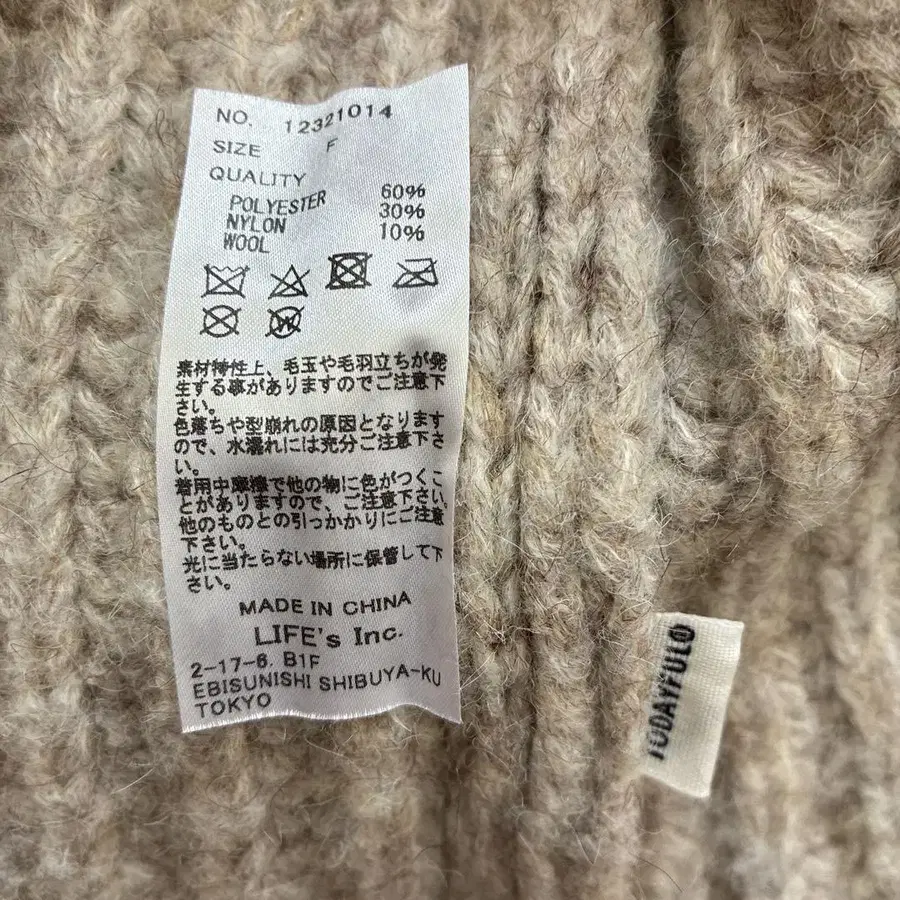 NO. 12321014
SIZE F
QUALITY
POLYESTER 60%
NYLON 30%
WOOL 10%
W
素材特性上、毛玉や毛羽立ちが発
生する事がありますのでご注意下
さい。
色落ちや型崩れの原因となります
ので、水濡れには充分ご注意下さ
い。
着用中摩擦で他の物に色がつくこ
とがありますので、ご注意下さい。
他のものとの引っかかりにご注意
下さい。
光に当たらない場所に保管して下
さい。
MADE IN CHINA
LIFE's Inc.
2-17-6. B1F
EBISUNISHI SHIBUYA-KU
TOKYO
TODAYFUL